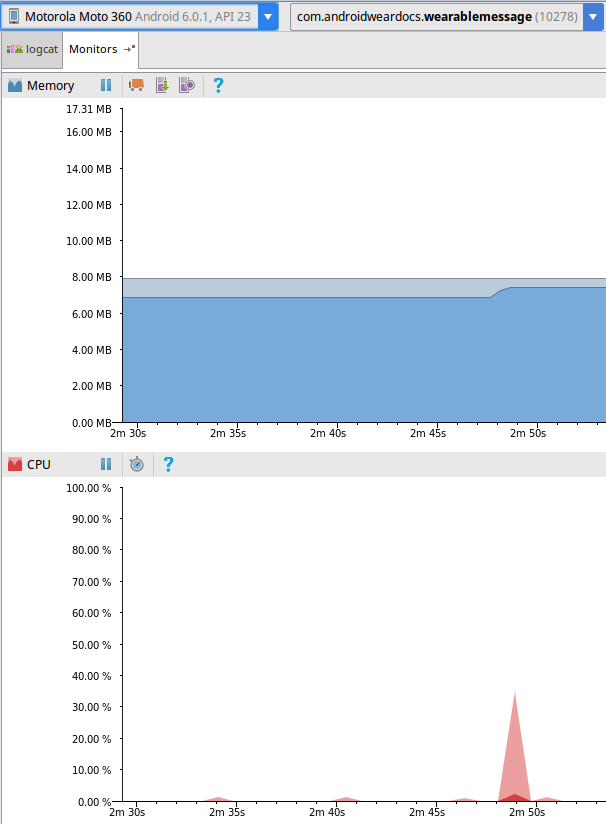 Motorola Moto 360 Android 6.0.1, API 23 com.androidweardocs.wearablemessage (10278)
logcat Monitors
Memory ?
17.31 MB
16.00 MB
14.00 MB
12.00 MB
10.00 MB
8.00 MB
6.00 MB
4.00 MB
2.00 MB
0.00 MB
2m 30s 2m 35s 2m 40s 2m 45s 2m 50s
CPU ?
100.00 %
90.00 %
80.00 %
70.00 %
60.00 %
50.00 %
40.00 %
30.00 %
20.00 %
10.00 %
0.00 %
2m 30s 2m 35s 2m 40s 2m 45s 2m 50s